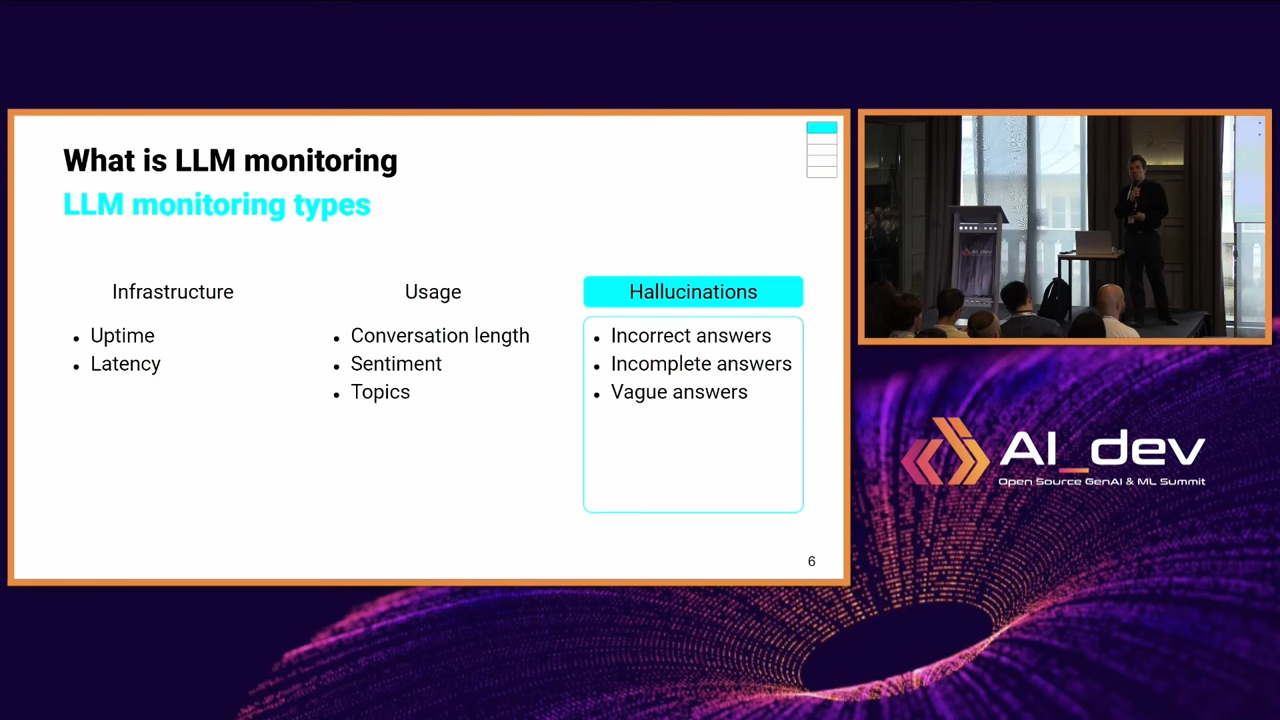 What is LLM monitoring
LLM monitoring types
Infrastructure
Uptime
Latency
Usage
Conversation length
Sentiment
Topics
Hallucinations
Incorrect answers
Incomplete answers
Vague answers
6
AI_dev
AI_dev
Open Source GenAI & ML Summit